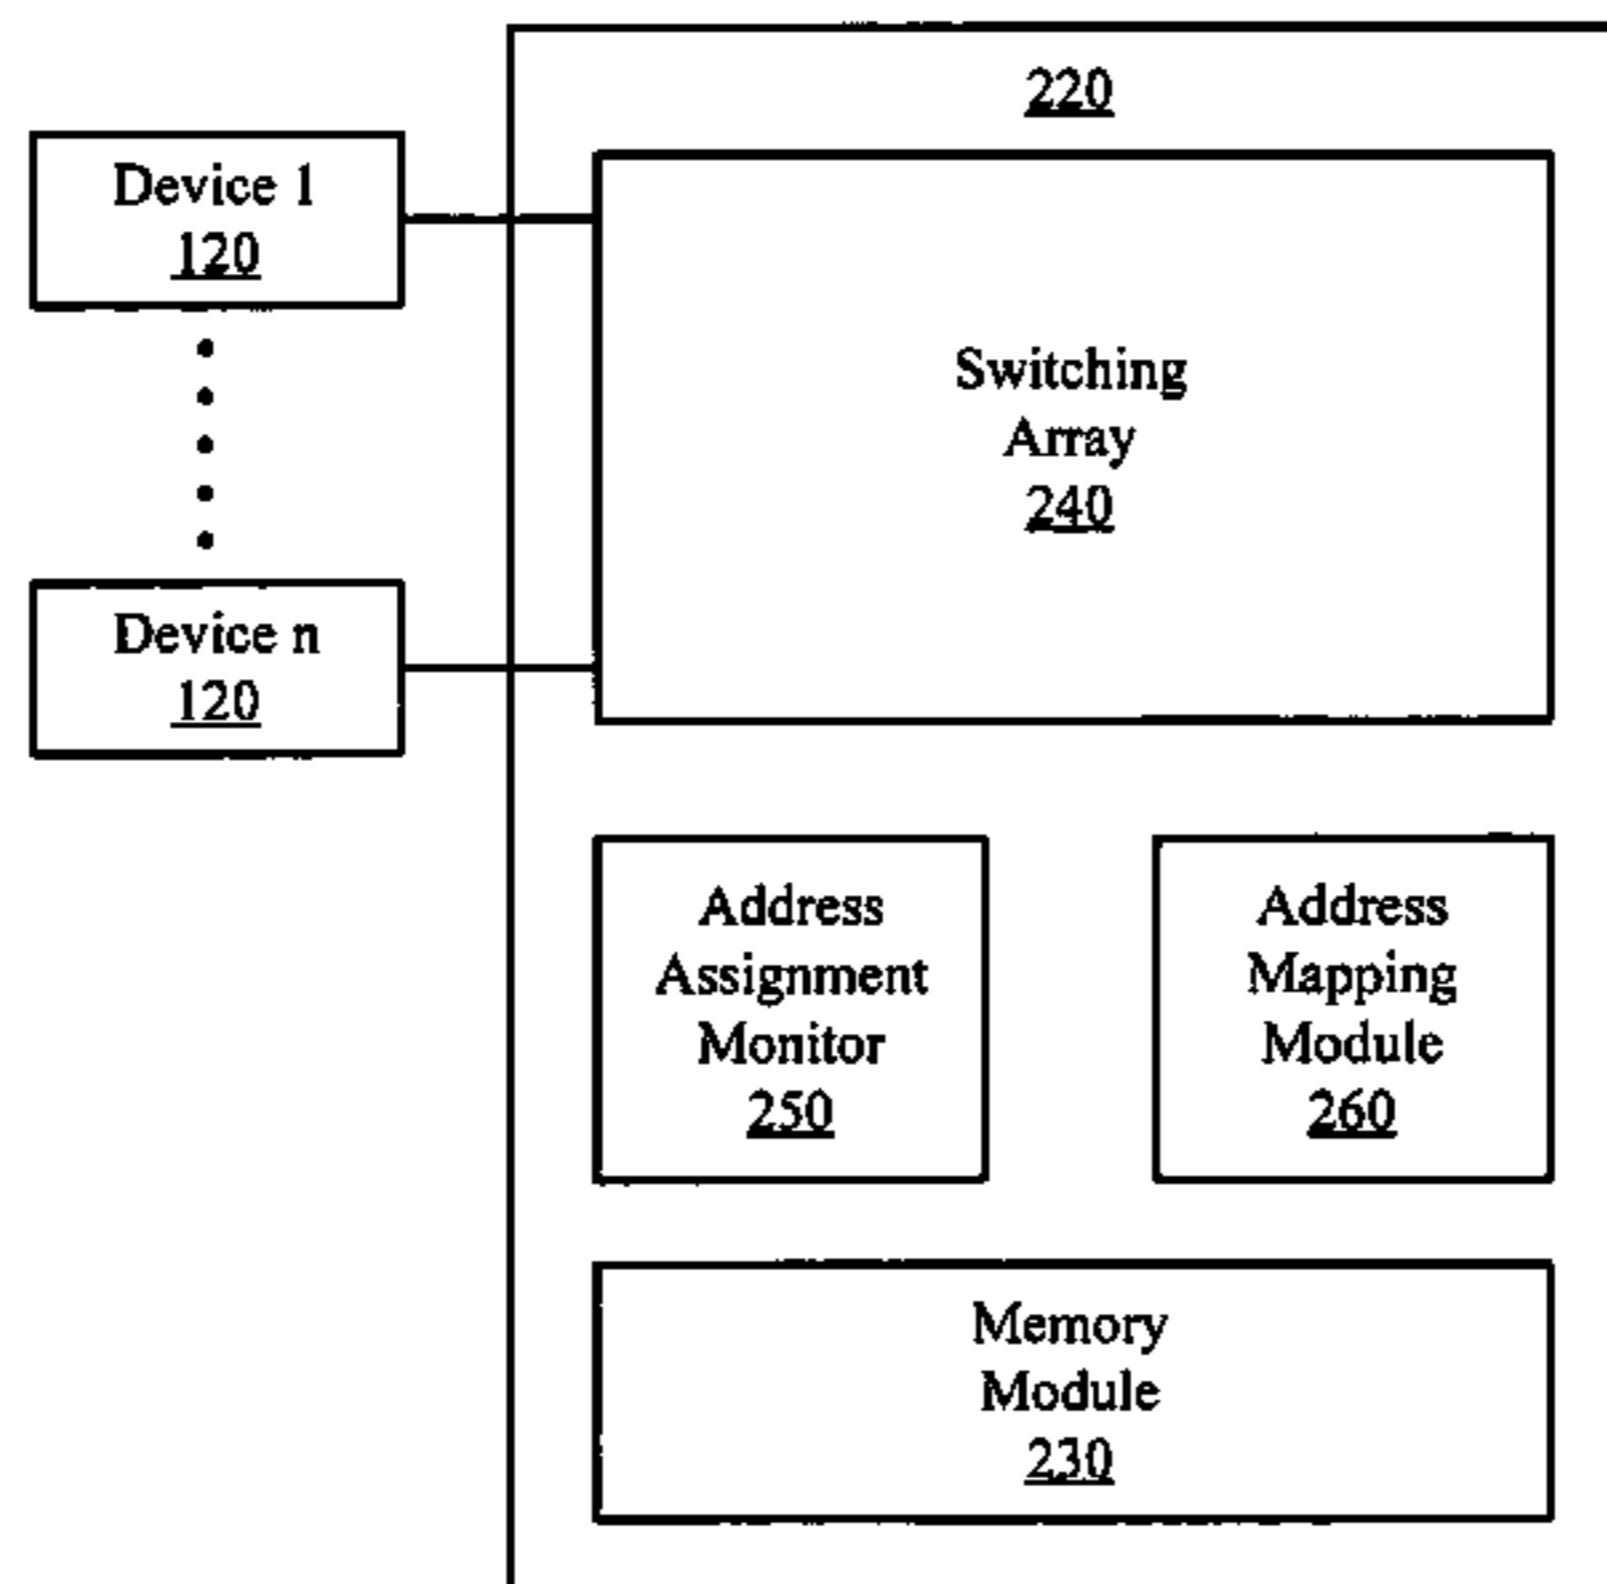 220
Device 1
120
Switching
Array
240
Device n
120
Address
Assignment
Monitor
250
Address
Mapping
Module
260
Memory
Module
230